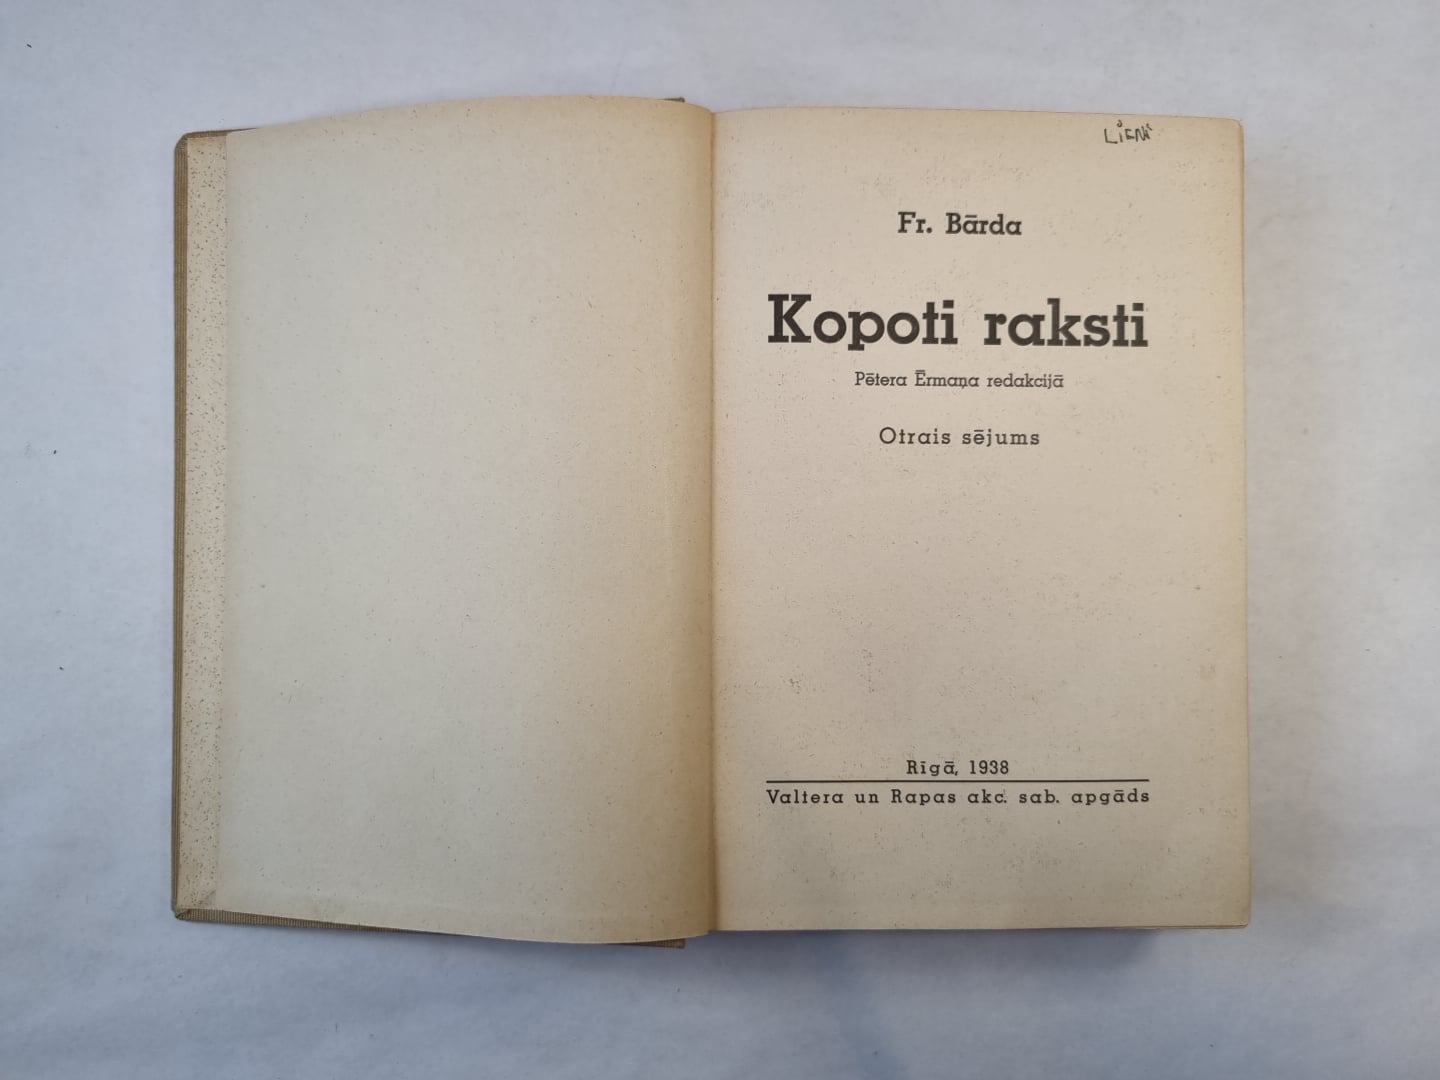 Fr. Bārda
Kopoti raksti
Pētera Ērmaņa redakcijā
Otrais sējums
Rīgā, 1938
Valtera un Rapas akc. sab. apgāds